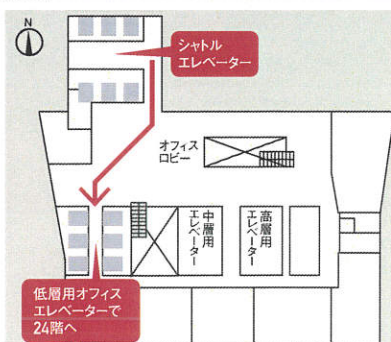 N
シャトル
エレベーター
オフィス
ロビー
中層用
エレベーター
高層用
エレベーター
低層用オフィス
エレベーターで
24階へ